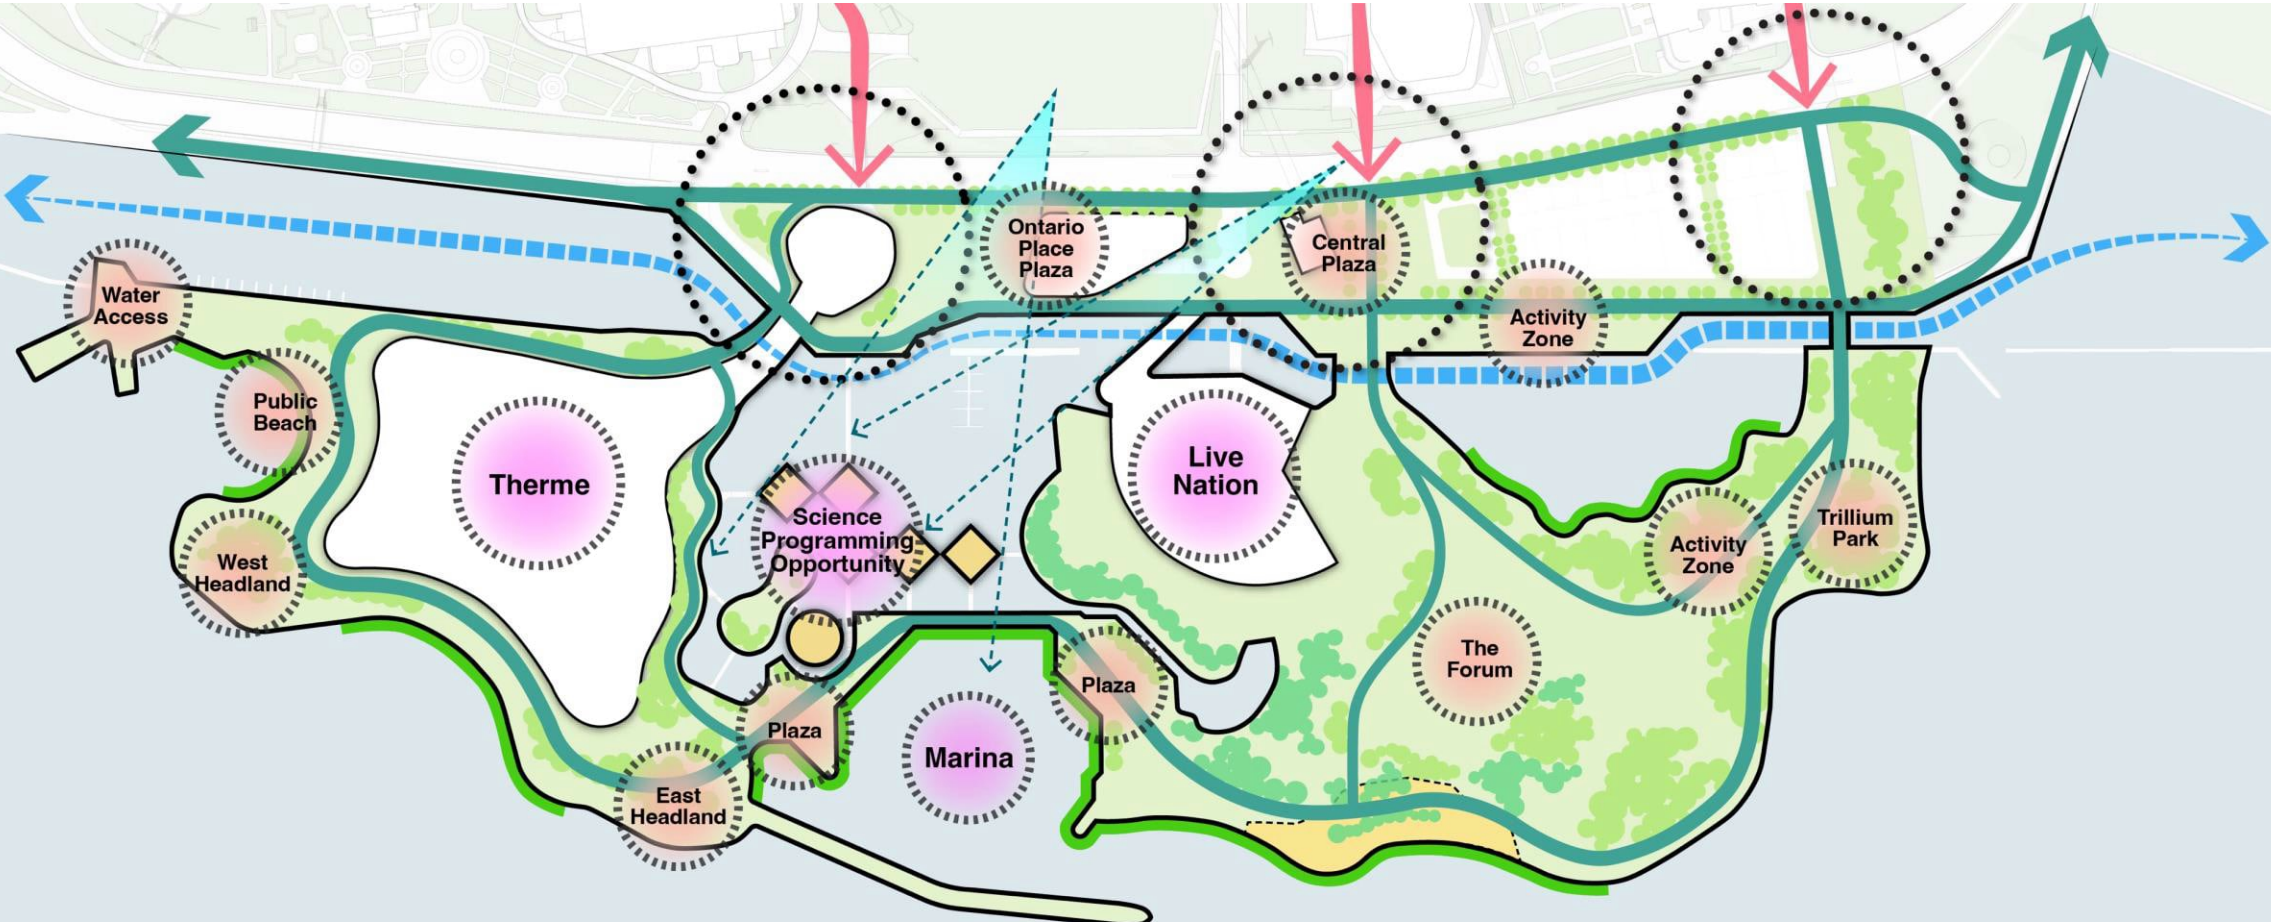 Ontario
Place
Plaza
Central
Plaza
Water
Access
Activity
Zone
Public
Beach
Therme
Live
Nation
Science
Programming
Opportunity
West
Headland
Activity
Zone
Trillium
Park
The
Forum
Plaza
Plaza
Marina
East
Headland